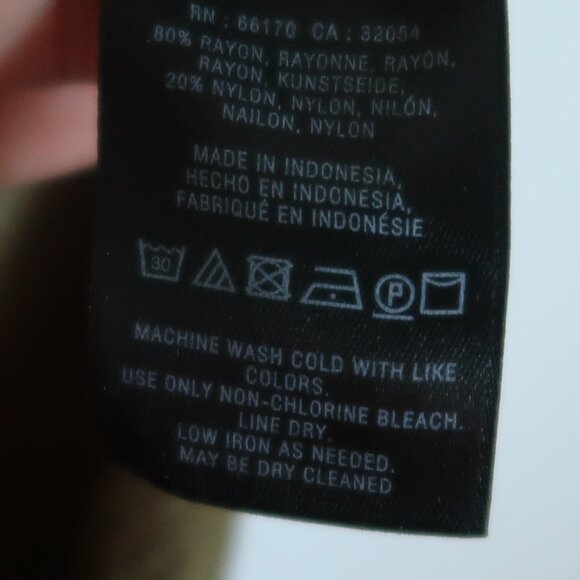 RN : 66170 CA : 32054
80% RAYON, RAYONNE, RAYÓN,
RAYON, KUNSTSEIDE,
20% NYLON, NYLON, NILÓN,
NAILON, NYLON
MADE IN INDONESIA,
HECHO EN INDONESIA,
FABRIQUÉ EN INDONÉSIE
30 P
MACHINE WASH COLD WITH LIKE
COLORS.
USE ONLY NON-CHLORINE BLEACH.
LINE DRY.
LOW IRON AS NEEDED.
MAY BE DRY CLEANED